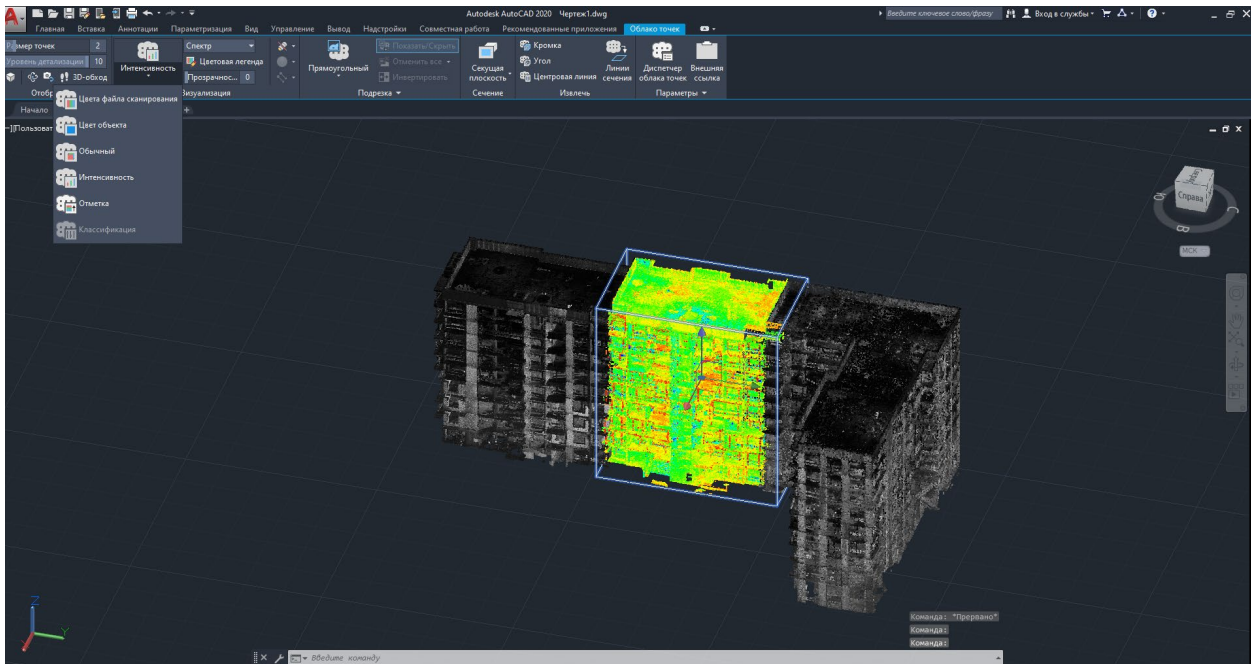 Autodesk AutoCAD 2020 Чертеж1.dwg
Введите ключевое слово/фразу
Вход в службы
Главная Вставка Аннотации Параметризация Вид Управление Вывод Надстройки Совместная работа Рекомендованные приложения Облако точек
Размер точек 2
Уровень детализации 10
3D-обход
Интенсивность
Спектр
Цветовая легенда
Прозрачнос... 0
Прямоугольный
Показать/Скрыть
Отменить все
Инвертировать
Секущая плоскость
Кромка
Угол
Центровая линия
Линии сечения
Диспетчер облака точек
Внешняя ссылка
Отобр
Визуализация
Подрезка
Сечение
Извлечь
Параметры
Начало
Цвета файла сканирования
Цвет объекта
Обычный
Интенсивность
Отметка
Классификация
Справа
С
В
МСК
Z
Y
X
Команда: *Прервано*
Команда:
Команда:
Введите команду